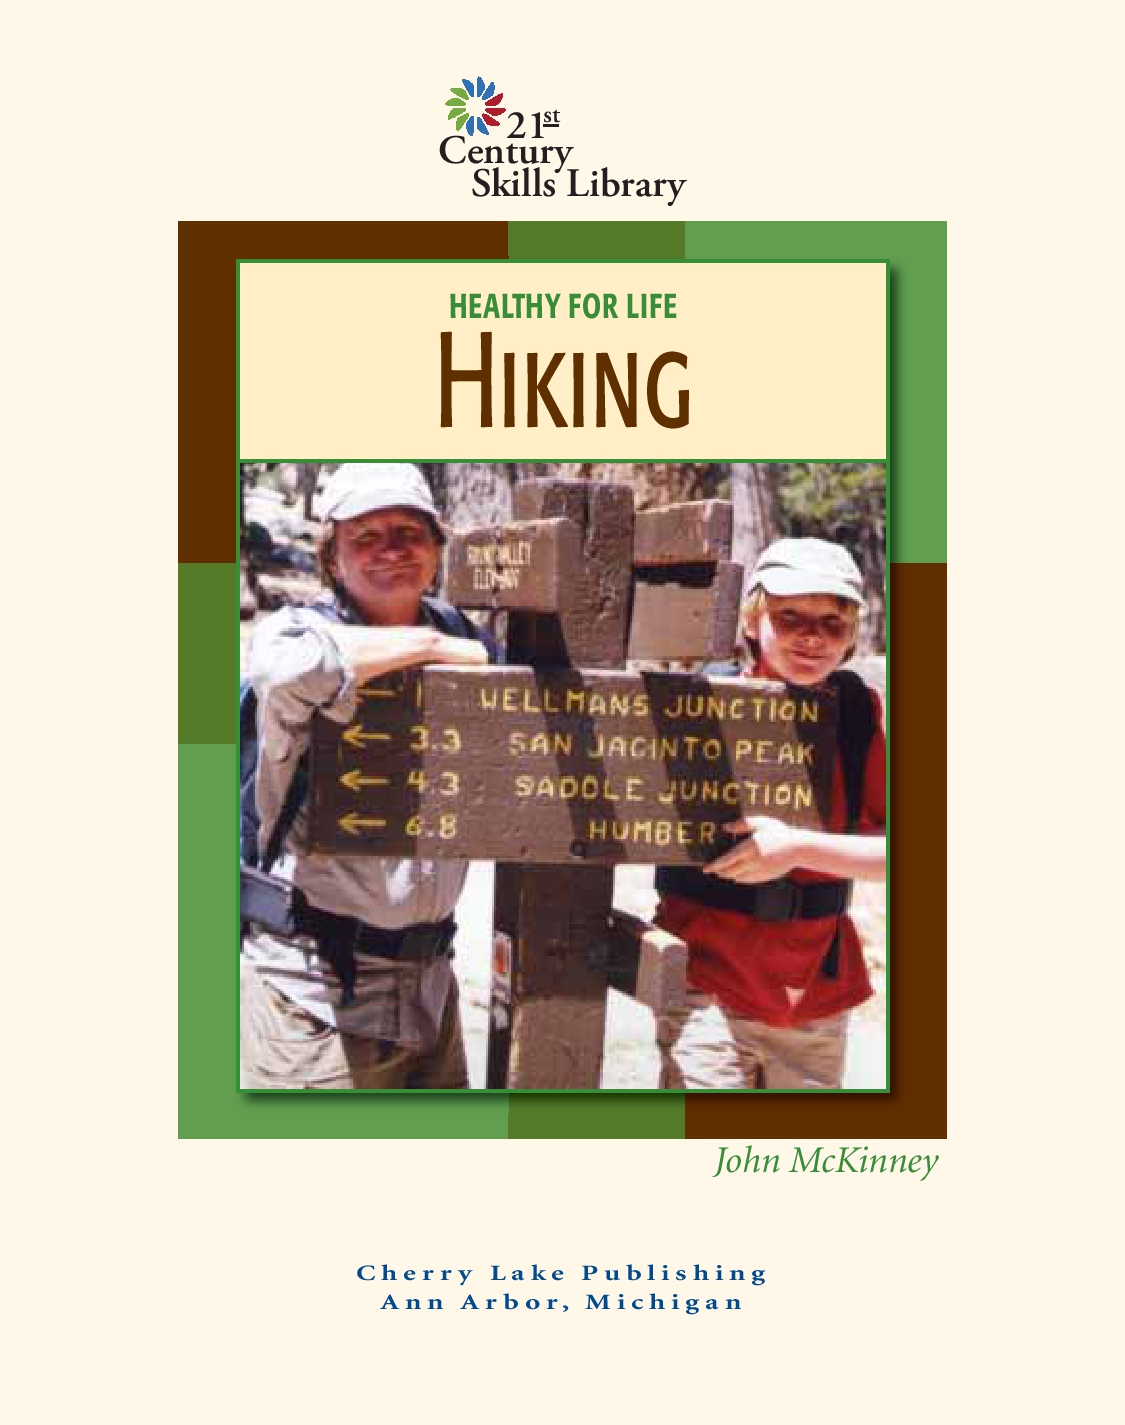 21st
Century
Skills Library
HEALTHY FOR LIFE
HIKING
VALLEY
← 1 WELLMANS JUNCTION
← 3.3 SAN JACINTO PEAK
← 4.3 SADDLE JUNCTION
← 6.8 HUMBER
John McKinney
Cherry Lake Publishing
Ann Arbor, Michigan